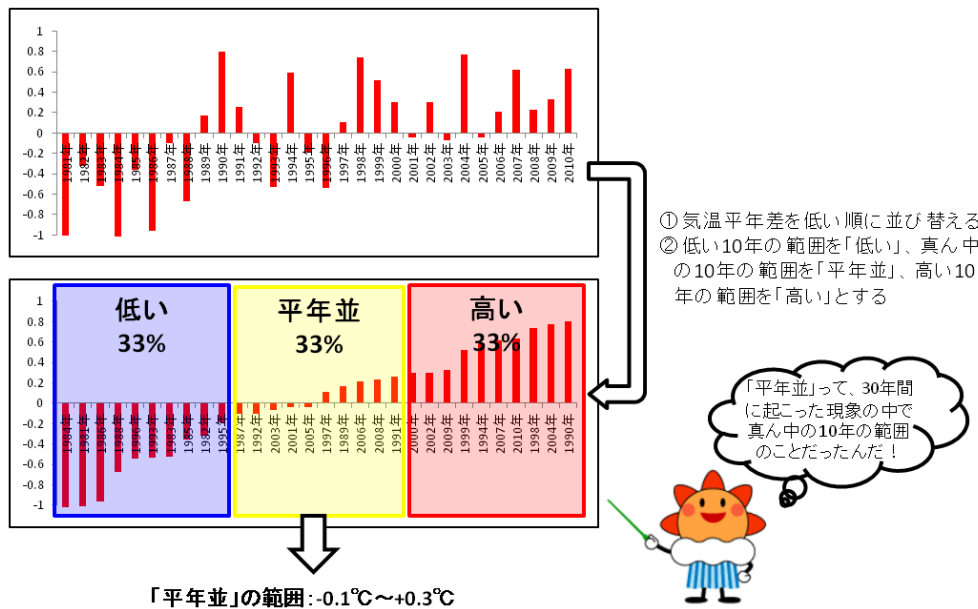 1
0.8
0.6
0.4
0.2
0
-0.2
-0.4
-0.6
-0.8
-1
1981年 1982年 1983年 1984年 1985年 1986年 1987年 1988年 1989年 1990年 1991年 1992年 1993年 1994年 1995年 1996年 1997年 1998年 1999年 2000年 2001年 2002年 2003年 2004年 2005年 2006年 2007年 2008年 2009年 2010年
①気温平年差を低い順に並び替える
②低い10年の範囲を「低い」、真ん中
の10年の範囲を「平年並」、高い10
年の範囲を「高い」とする
1
0.8
0.6
0.4
0.2
0
-0.2
-0.4
-0.6
-0.8
-1
低い
33%
平年並
33%
高い
33%
1984年 1981年 1986年 1988年 1996年 1993年 1983年 1985年 1982年 1995年 1987年 1992年 2003年 2001年 2005年 1997年 1989年 2006年 2008年 1991年 2000年 2002年 2009年 1999年 1994年 2007年 2010年 1998年 2004年 1990年
「平年並」って、30年間
に起こった現象の中で
真ん中の10年の範囲
のことだったんだ！
「平年並」の範囲:-0.1℃～+0.3℃